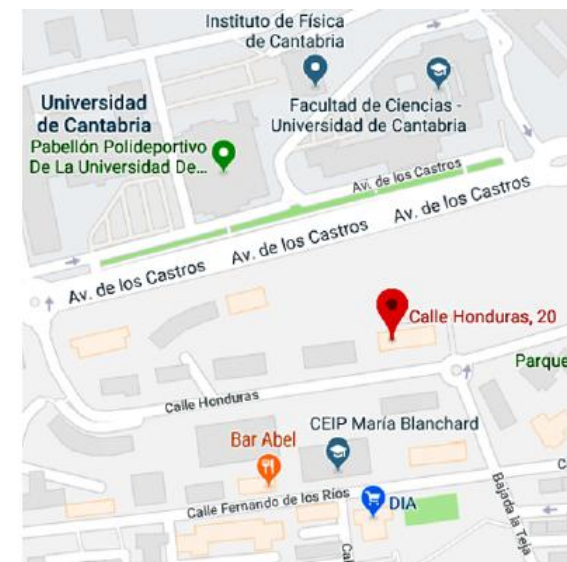 Instituto de Física
de Cantabria
Universidad
de Cantabria
Facultad de Ciencias -
Universidad de Cantabria
Pabellón Polideportivo
De La Universidad De...
Av. de los Castros
Av. de los Castros
Av. de los Castros
Av. de los Castros
Calle Honduras, 20
Parque
Calle Honduras
CEIP María Blanchard
Bar Abel
Calle Fernando de los Ríos
DIA
C
Bajada la Teja
Cal